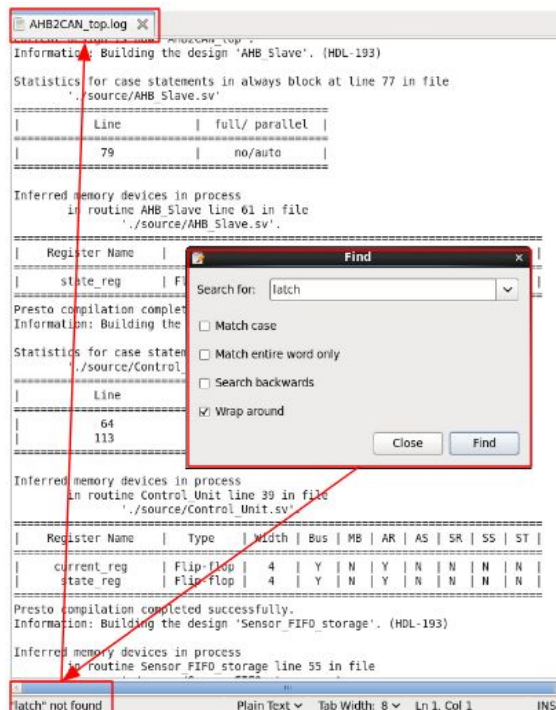 AHB2CAN_top.log
Current design is now 'AHB2CAN_top'.
Information: Building the design 'AHB_Slave'. (HDL-193)
Statistics for case statements in always block at line 77 in file
'./source/AHB_Slave.sv'
| Line | full/ parallel |
| 79 | no/auto |
Inferred memory devices in process
in routine AHB_Slave line 61 in file
'./source/AHB_Slave.sv'.
| Register Name |
| state_reg | Fl
Presto compilation complet
Information: Building the
Statistics for case statem
'./source/Control_
| Line
| 64
| 113
Find
Search for: latch
Match case
Match entire word only
Search backwards
Wrap around
Close Find
Inferred memory devices in process
in routine Control_Unit line 39 in file
'./source/Control_Unit.sv'.
| Register Name | Type | Width | Bus | MB | AR | AS | SR | SS | ST |
| current_reg | Flip-flop | 4 | Y | N | Y | N | N | N | N |
| state_reg | Flip-flop | 4 | Y | N | Y | N | N | N | N |
Presto compilation completed successfully.
Information: Building the design 'Sensor_FIFO_storage'. (HDL-193)
Inferred memory devices in process
in routine Sensor_FIFO_storage line 55 in file
"latch" not found Plain Text Tab Width: 8 Ln 1, Col 1 INS